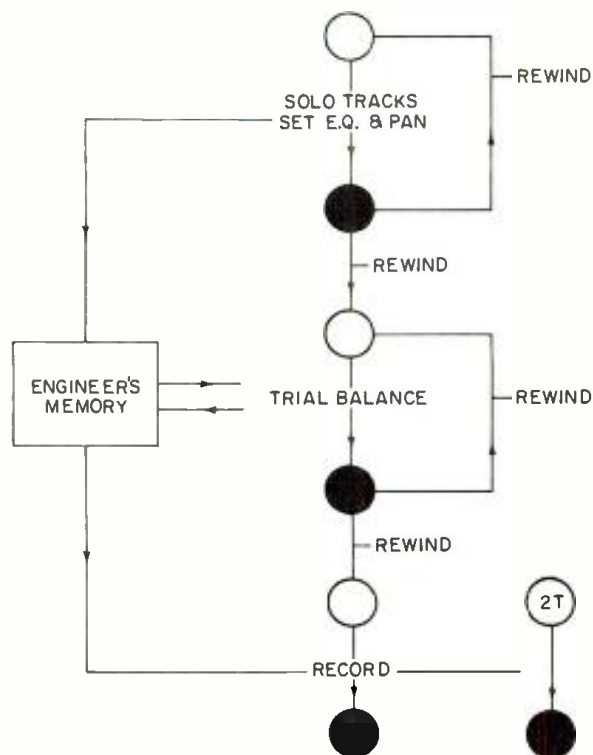 REWIND
SOLO TRACKS
SET E.Q. & PAN
REWIND
ENGINEER'S
MEMORY
TRIAL BALANCE
REWIND
REWIND
2T
RECORD